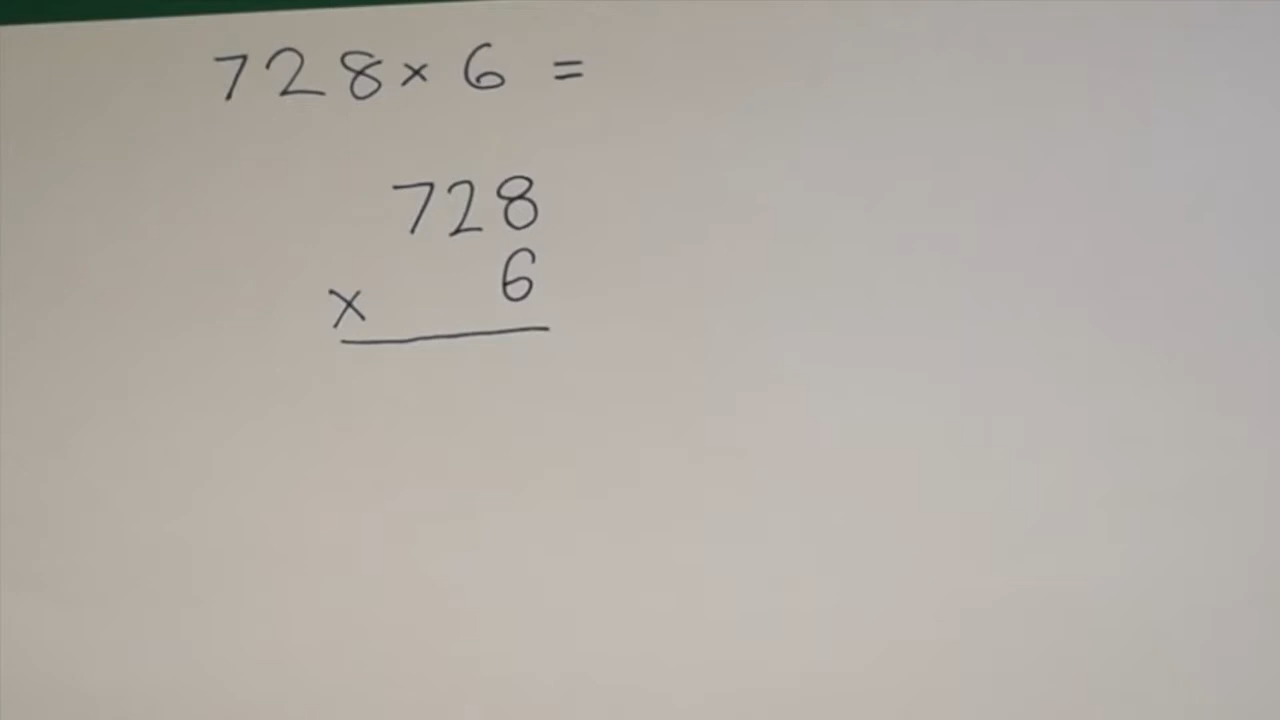 728 × 6 =
728
× 6